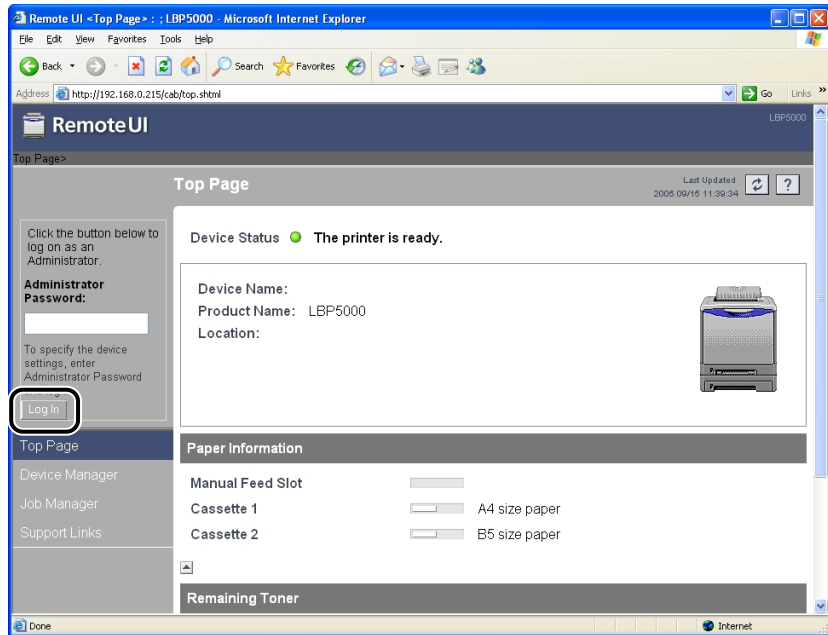 Remote UI <Top Page> : ; LBP5000 - Microsoft Internet Explorer
File Edit View Favorites Tools Help
Back Search Favorites
Address http://192.168.0.215/cab/top.shtml Go Links »
Remote UI LBP5000
Top Page>
Top Page
Last Updated
2005 09/15 11:39:34 ?
Click the button below to
log on as an
Administrator.
Administrator
Password:
To specify the device
settings, enter
Administrator Password
Log In
Top Page
Device Manager
Job Manager
Support Links
Device Status The printer is ready.
Device Name:
Product Name: LBP5000
Location:
Paper Information
Manual Feed Slot
Cassette 1 A4 size paper
Cassette 2 B5 size paper
Remaining Toner
Done Internet